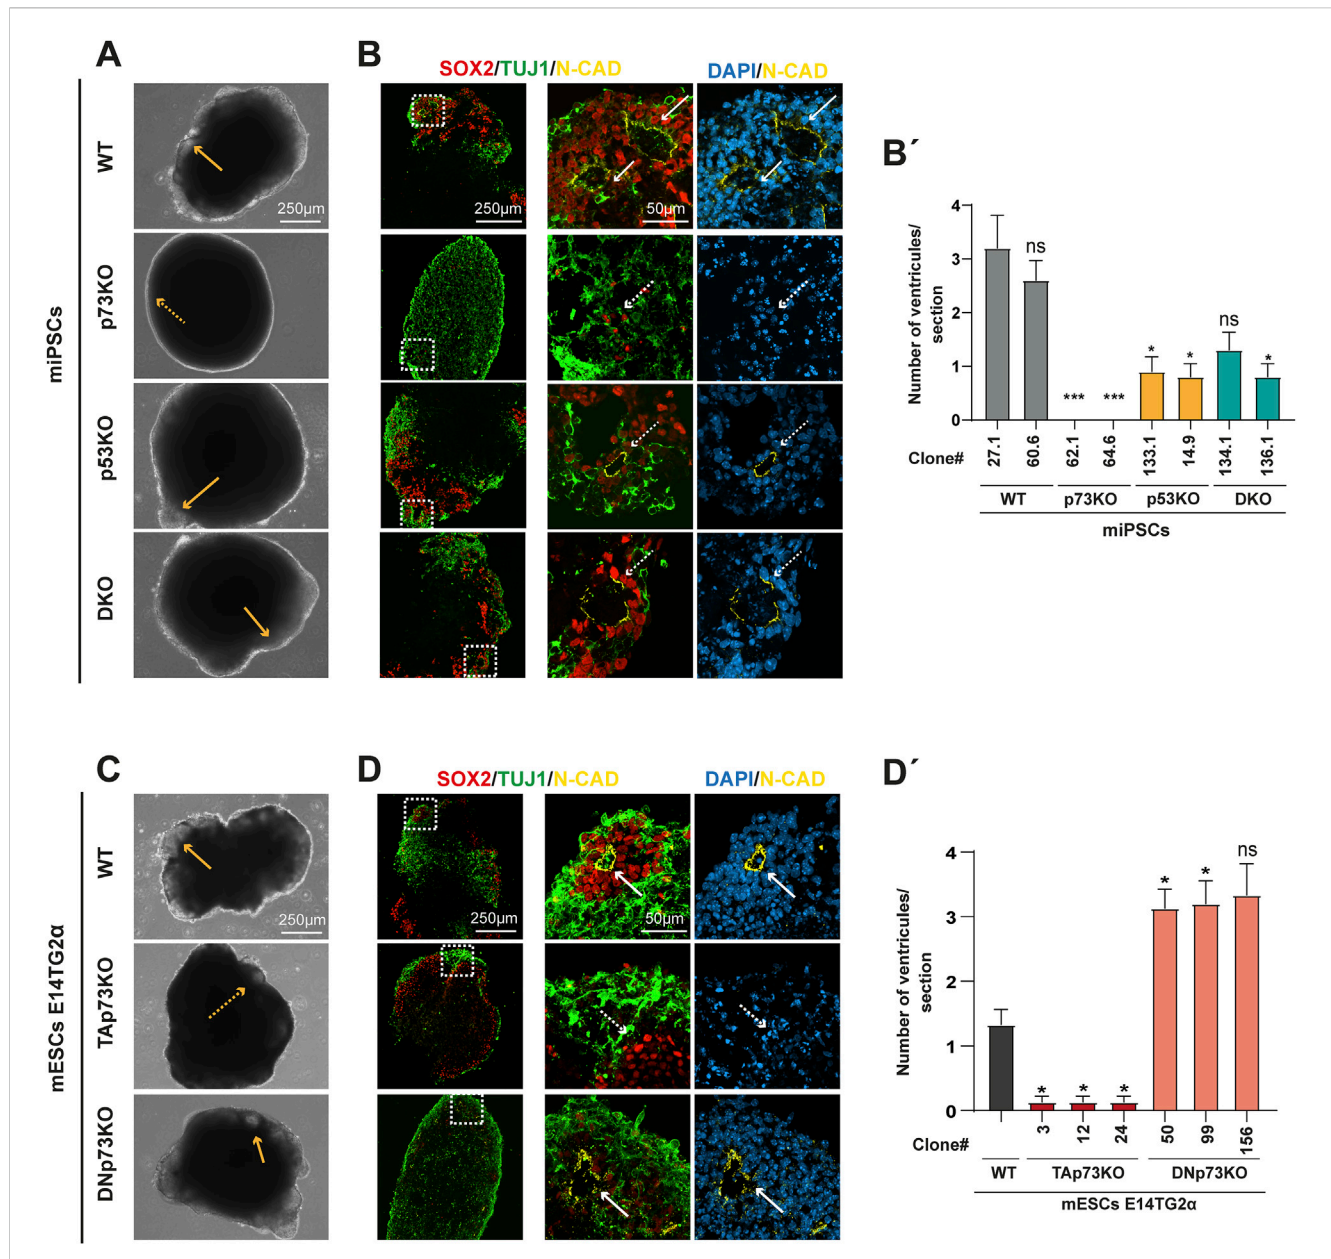 A
B
SOX2/TUJ1/N-CAD
DAPI/N-CAD
miPSCs
WT
p73KO
p53KO
DKO
250µm
250µm
50µm
B´
Number of ventricules/
section
4
3
2
1
0
ns
***
***
*
*
ns
*
Clone#
27.1
60.6
62.1
64.6
133.1
14.9
134.1
136.1
WT
p73KO
p53KO
DKO
miPSCs
C
D
SOX2/TUJ1/N-CAD
DAPI/N-CAD
mESCs E14TG2α
WT
TAp73KO
DNp73KO
250µm
250µm
50µm
D´
Number of ventricules/
section
4
3
2
1
0
*
*
*
*
*
ns
Clone#
3
12
24
50
99
156
WT
TAp73KO
DNp73KO
mESCs E14TG2α